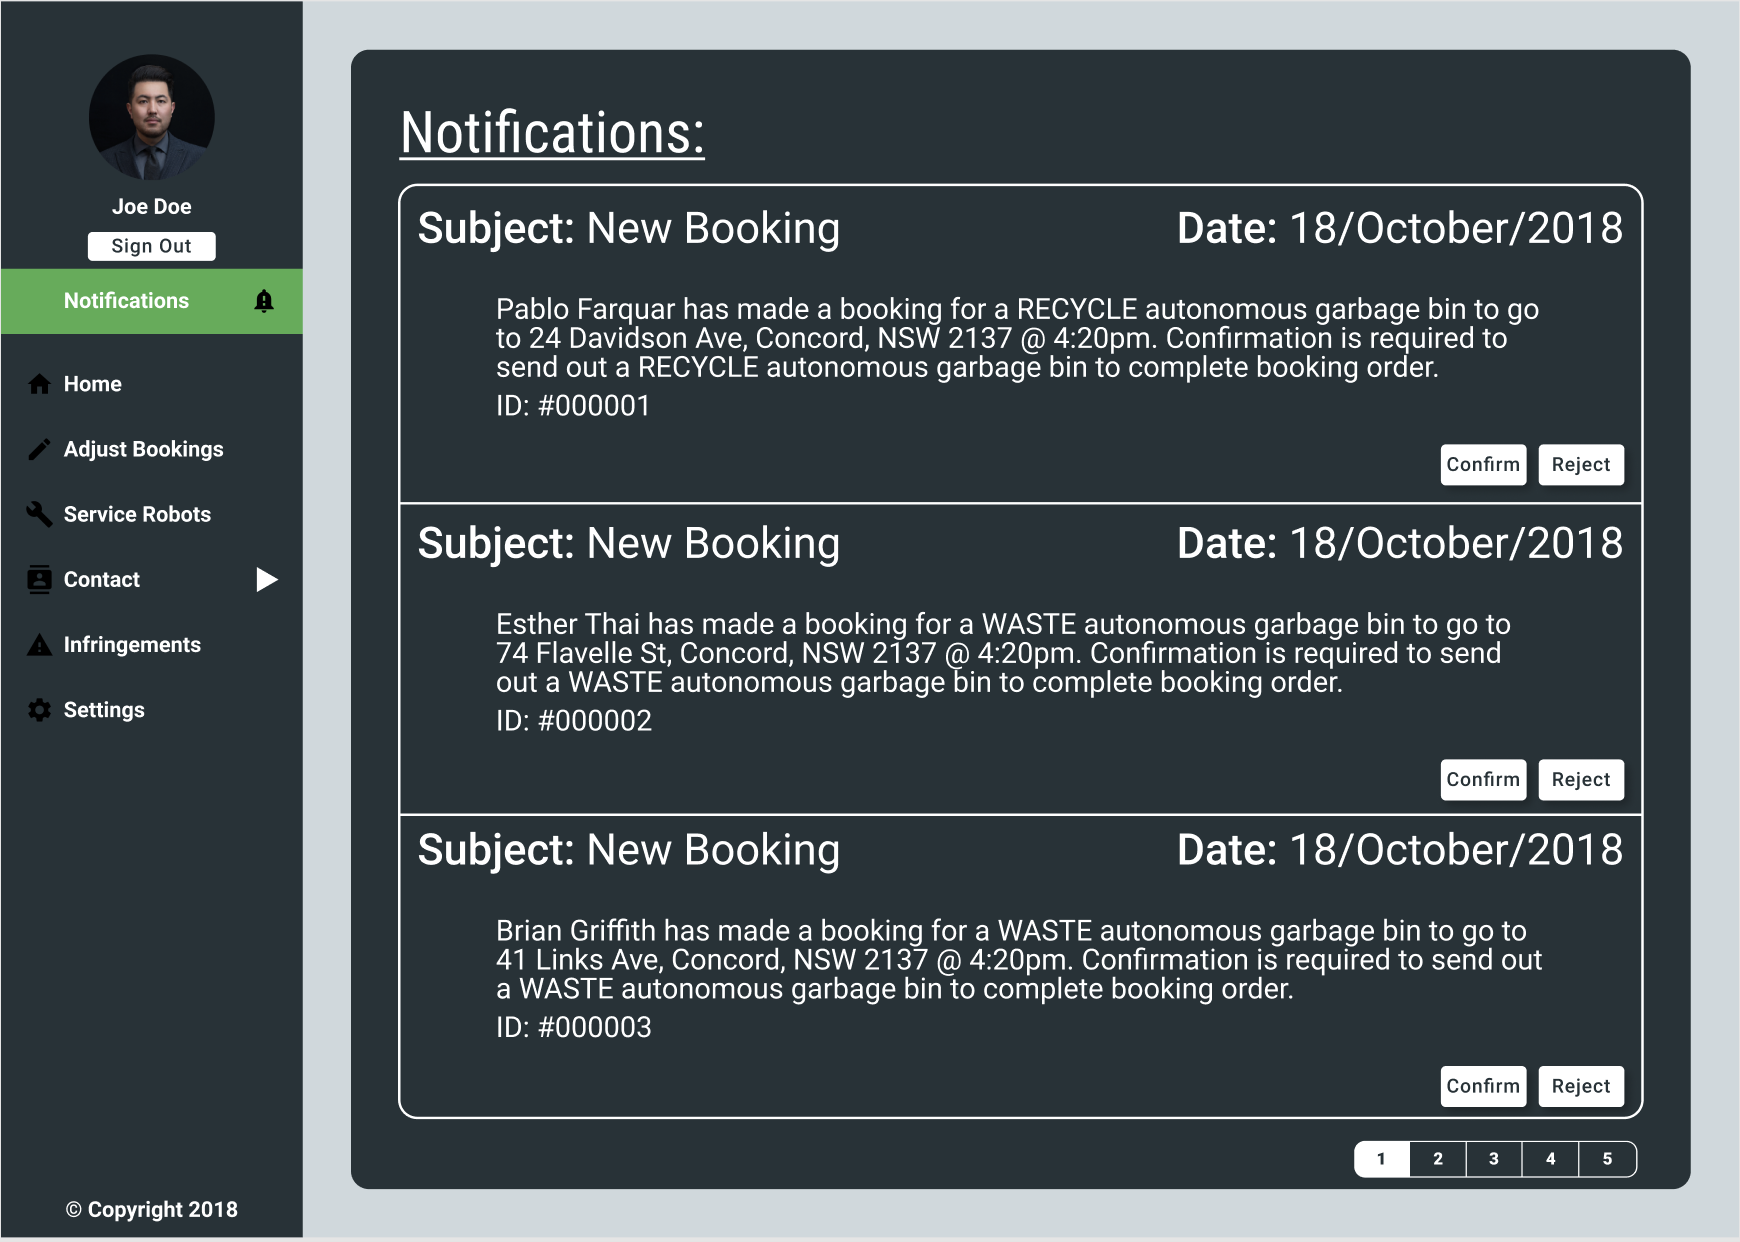 Joe Doe
Sign Out
Notifications
Home
Adjust Bookings
Service Robots
Contact
Infringements
Settings
© Copyright 2018
Notifications:
Subject: New Booking Date: 18/October/2018
Pablo Farquar has made a booking for a RECYCLE autonomous garbage bin to go
to 24 Davidson Ave, Concord, NSW 2137 @ 4:20pm. Confirmation is required to
send out a RECYCLE autonomous garbage bin to complete booking order.
ID: #000001
Confirm Reject
Subject: New Booking Date: 18/October/2018
Esther Thai has made a booking for a WASTE autonomous garbage bin to go to
74 Flavelle St, Concord, NSW 2137 @ 4:20pm. Confirmation is required to send
out a WASTE autonomous garbage bin to complete booking order.
ID: #000002
Confirm Reject
Subject: New Booking Date: 18/October/2018
Brian Griffith has made a booking for a WASTE autonomous garbage bin to go to
41 Links Ave, Concord, NSW 2137 @ 4:20pm. Confirmation is required to send out
a WASTE autonomous garbage bin to complete booking order.
ID: #000003
Confirm Reject
1 2 3 4 5